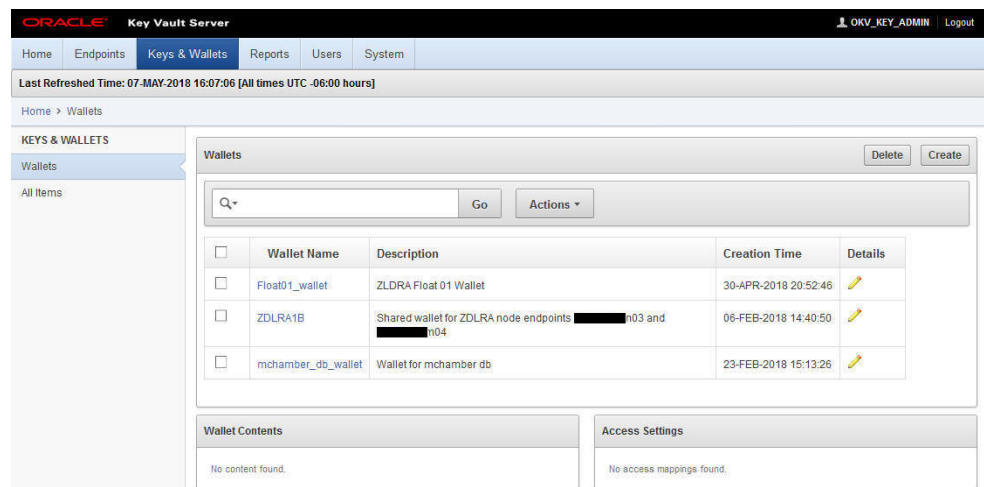 ORACLE Key Vault Server OKV_KEY_ADMIN Logout
Home Endpoints Keys & Wallets Reports Users System
Last Refreshed Time: 07-MAY-2018 16:07:06 [All times UTC -06:00 hours]
Home > Wallets
KEYS & WALLETS
Wallets
All Items
Wallets Delete Create
Go Actions
Wallet Name Description Creation Time Details
Float01_wallet ZLDRA Float 01 Wallet 30-APR-2018 20:52:46
ZDLRA1B Shared wallet for ZDLRA node endpoints n03 and 06-FEB-2018 14:40:50
n04
mchamber_db_wallet Wallet for mchamber db 23-FEB-2018 15:13:26
Wallet Contents Access Settings
No content found. No access mappings found.